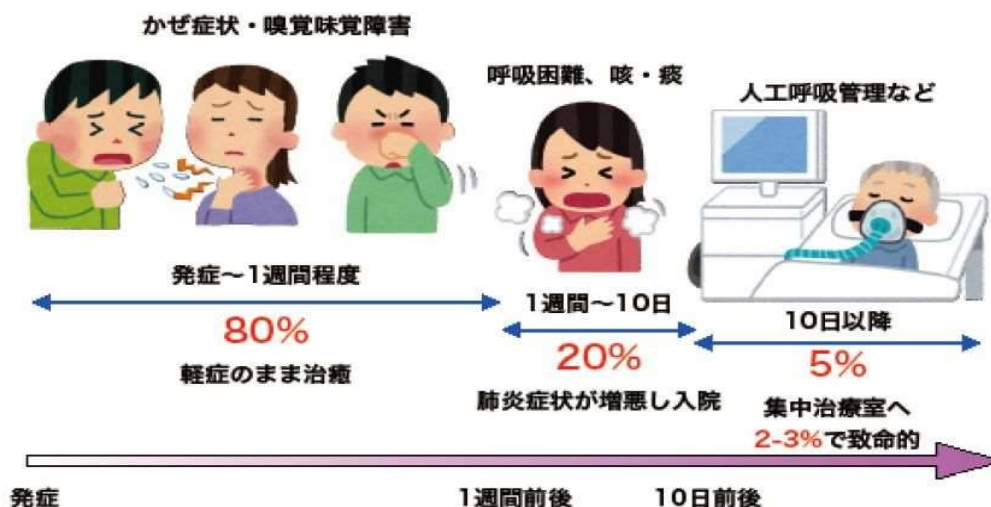 かぜ症状・嗅覚味覚障害
発症〜1週間程度
80%
軽症のまま治癒
呼吸困難、咳・痰
1週間〜10日
20%
肺炎症状が増悪し入院
人工呼吸管理など
10日以降
5%
集中治療室へ
2-3%で致命的
発症
1週間前後
10日前後